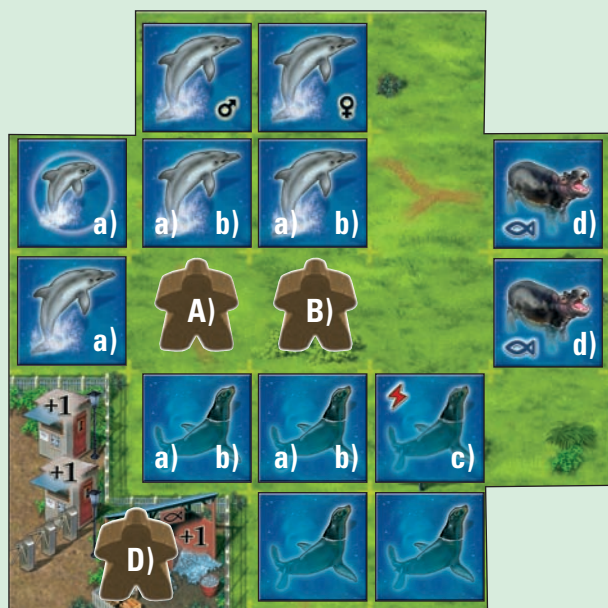 ♂ ♀
a) a) b) a) b) d)
a) A) B) d)
+1 a) b) a) b) c)
+1
D) +1